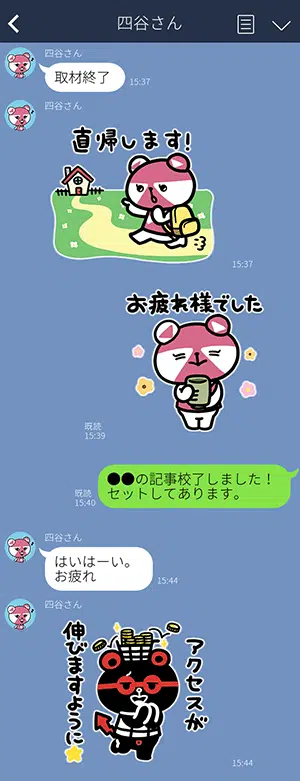 四谷さん
四谷さん
取材終了
15:37
四谷さん
直帰します!
15:37
お疲れ様でした
既読
15:39
●●の記事校了しました!
セットしてあります。
既読
15:40
四谷さん
はいはーい。
お疲れ
15:44
四谷さん
アクセスが
伸びますように
15:44